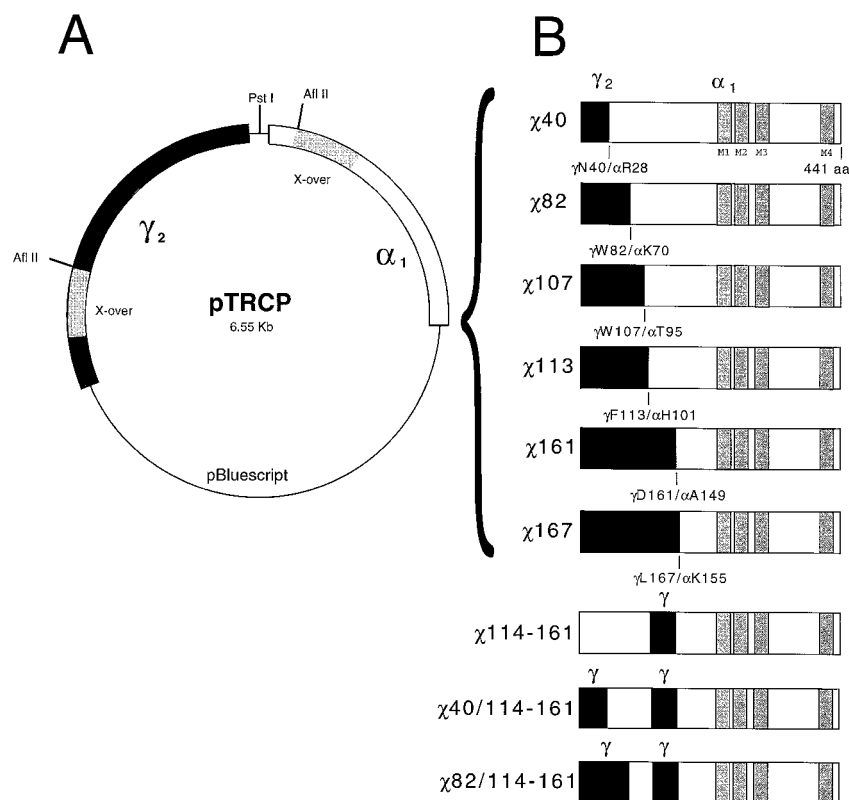 A
Pst I
Afl II
X-over
γ2
α1
Afl II
X-over
pTRCP
6.55 Kb
pBluescript
B
γ2
α1
χ40
M1 M2 M3 M4
γN40/αR28
441 aa
χ82
γW82/αK70
χ107
γW107/αT95
χ113
γF113/αH101
χ161
γD161/αA149
χ167
γL167/αK155
γ
χ114-161
γ γ
χ40/114-161
γ γ
χ82/114-161